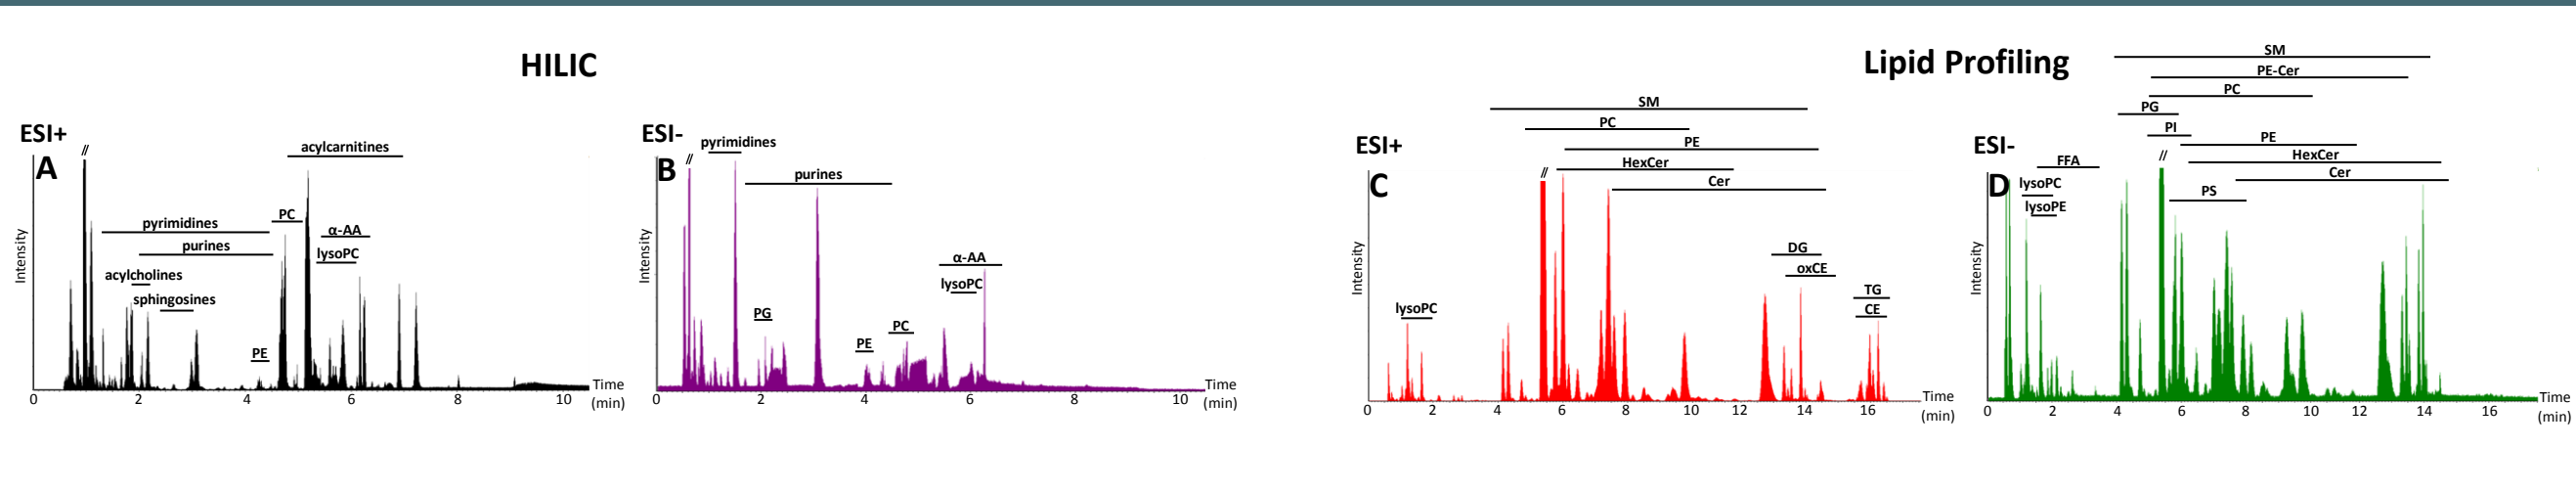 HILIC
ESI+
A
//
acylcarnitines
pyrimidines
PC
purines
α-AA
lysoPC
acylcholines
sphingosines
PE
Intensity
0 2 4 6 8 10
Time
(min)
ESI-
B
//
pyrimidines
purines
α-AA
lysoPC
PG
PC
PE
Intensity
0 2 4 6 8 10
Time
(min)
Lipid Profiling
ESI+
C
//
SM
PC
PE
HexCer
Cer
DG
oxCE
TG
CE
lysoPC
Intensity
0 2 4 6 8 10 12 14 16
Time
(min)
ESI-
D
//
SM
PE-Cer
PC
PG
PI
PE
HexCer
FFA
Cer
lysoPC
PS
lysoPE
Intensity
0 2 4 6 8 10 12 14 16
Time
(min)